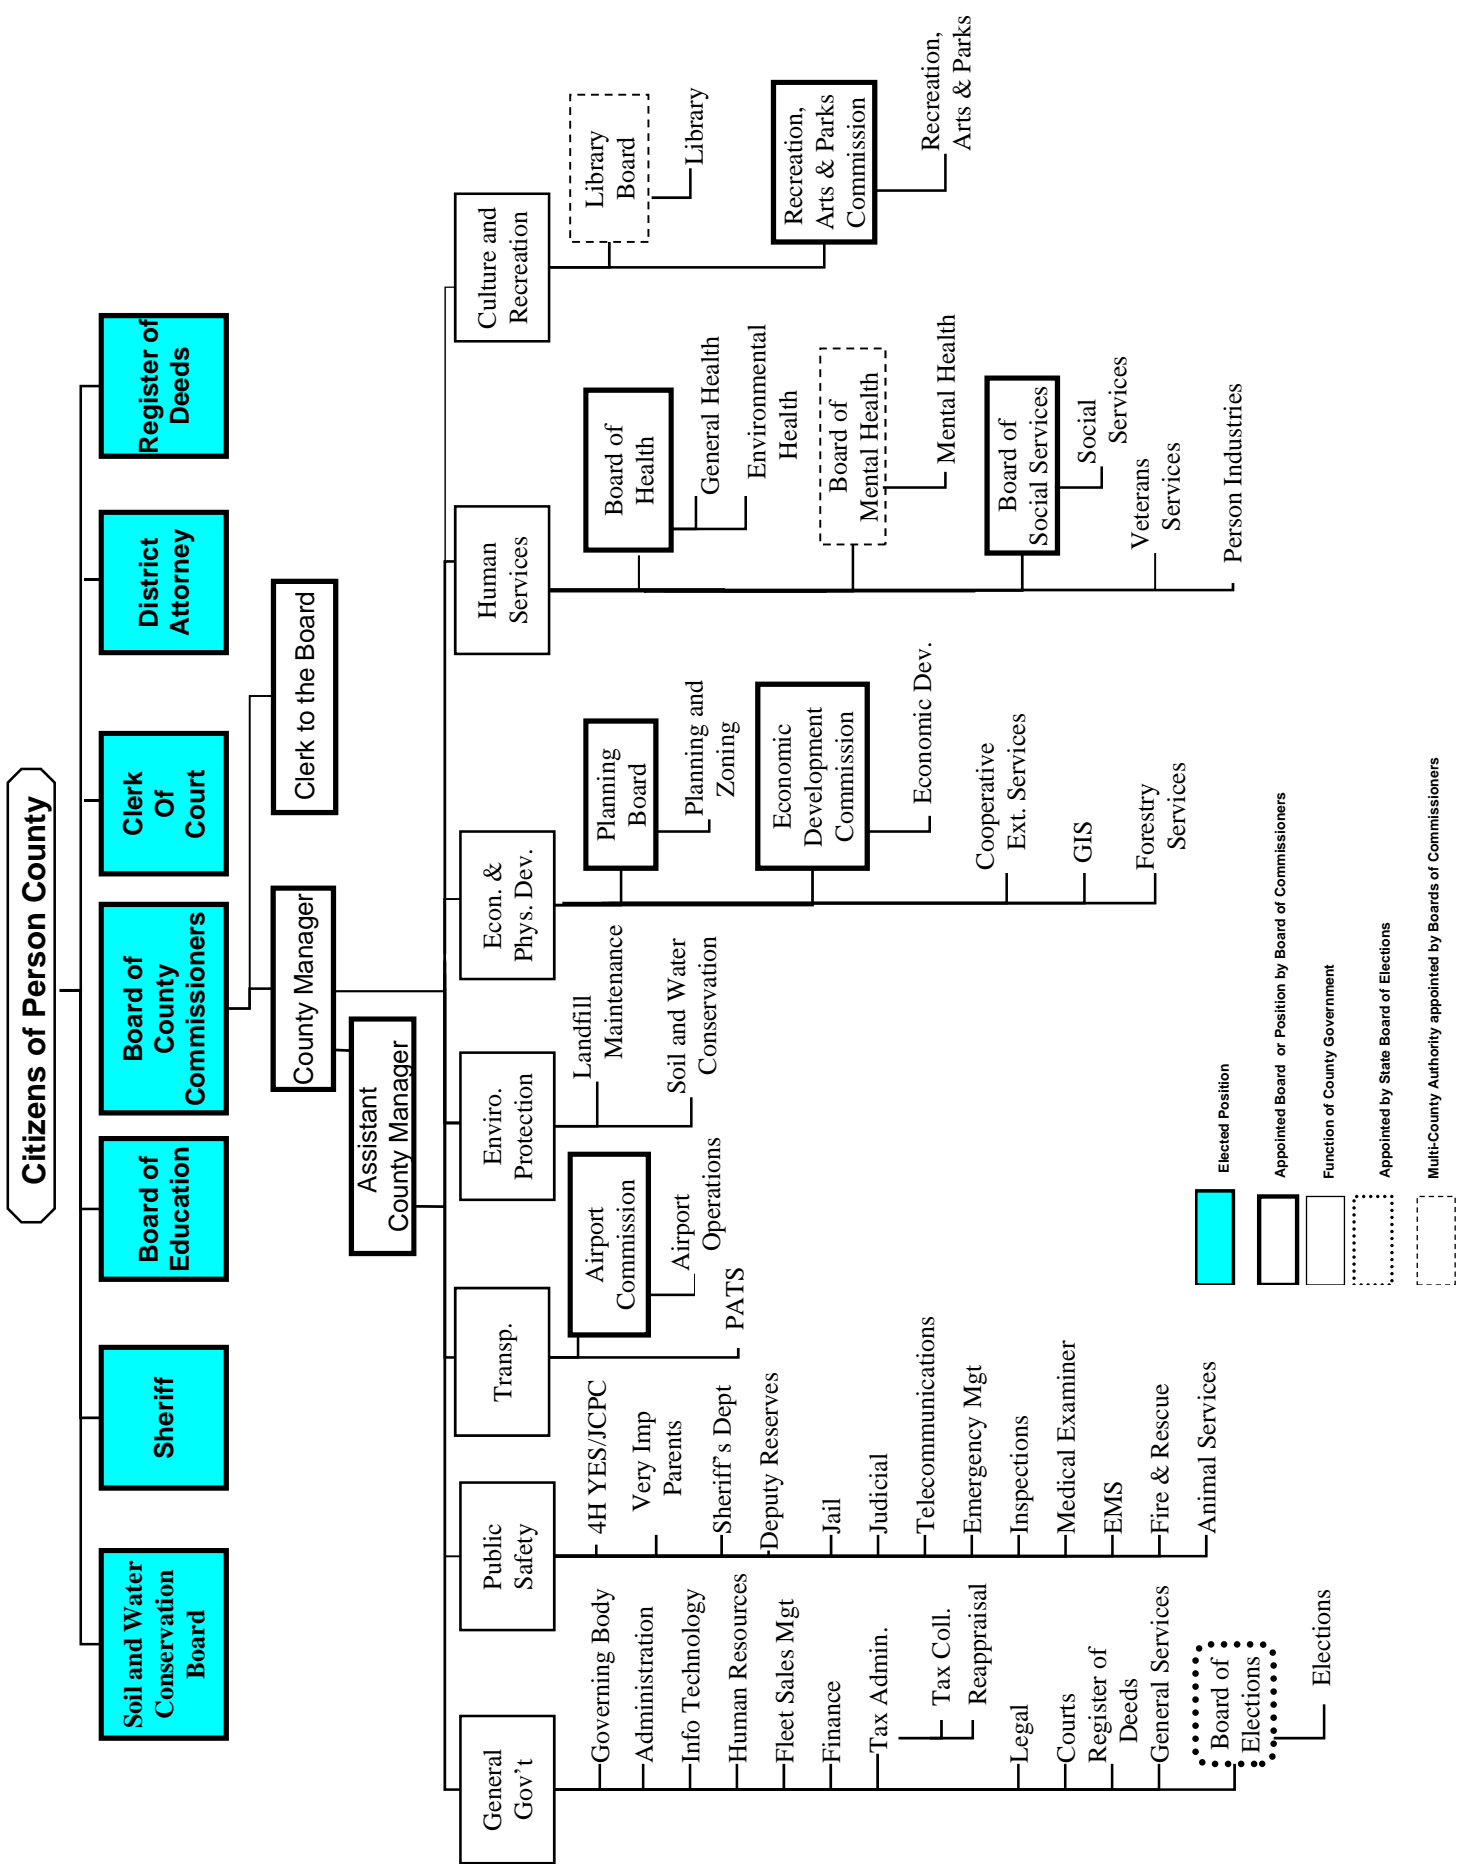 Citizens of Person County
Soil and Water
Conservation
Board
Sheriff
Board of
Education
Board of
County
Commissioners
Clerk
Of
Court
District
Attorney
Register of
Deeds
County Manager
Clerk to the Board
Assistant
County Manager
General
Gov't
Governing Body
Administration
Info Technology
Human Resources
Fleet Sales Mgt
Finance
Tax Admin.
Tax Coll.
Reappraisal
Legal
Courts
Register of
Deeds
General Services
Board of
Elections
Elections
Public
Safety
4H YES/JCPC
Very Imp
Parents
Sheriff's Dept
Deputy Reserves
Jail
Judicial
Telecommunications
Emergency Mgt
Inspections
Medical Examiner
EMS
Fire & Rescue
Animal Services
Transp.
Airport
Commission
Airport
Operations
PATS
Enviro.
Protection
Landfill
Maintenance
Soil and Water
Conservation
Econ. &
Phys. Dev.
Planning
Board
Planning and
Zoning
Economic
Development
Commission
Economic Dev.
Cooperative
Ext. Services
GIS
Forestry
Services
Human
Services
Board of
Health
General Health
Environmental
Health
Board of
Mental Health
Mental Health
Board of
Social Services
Social
Services
Veterans
Services
Person Industries
Culture and
Recreation
Library
Board
Library
Recreation,
Arts & Parks
Commission
Recreation,
Arts & Parks
Elected Position
Appointed Board or Position by Board of Commissioners
Function of County Government
Appointed by State Board of Elections
Multi-County Authority appointed by Boards of Commissioners